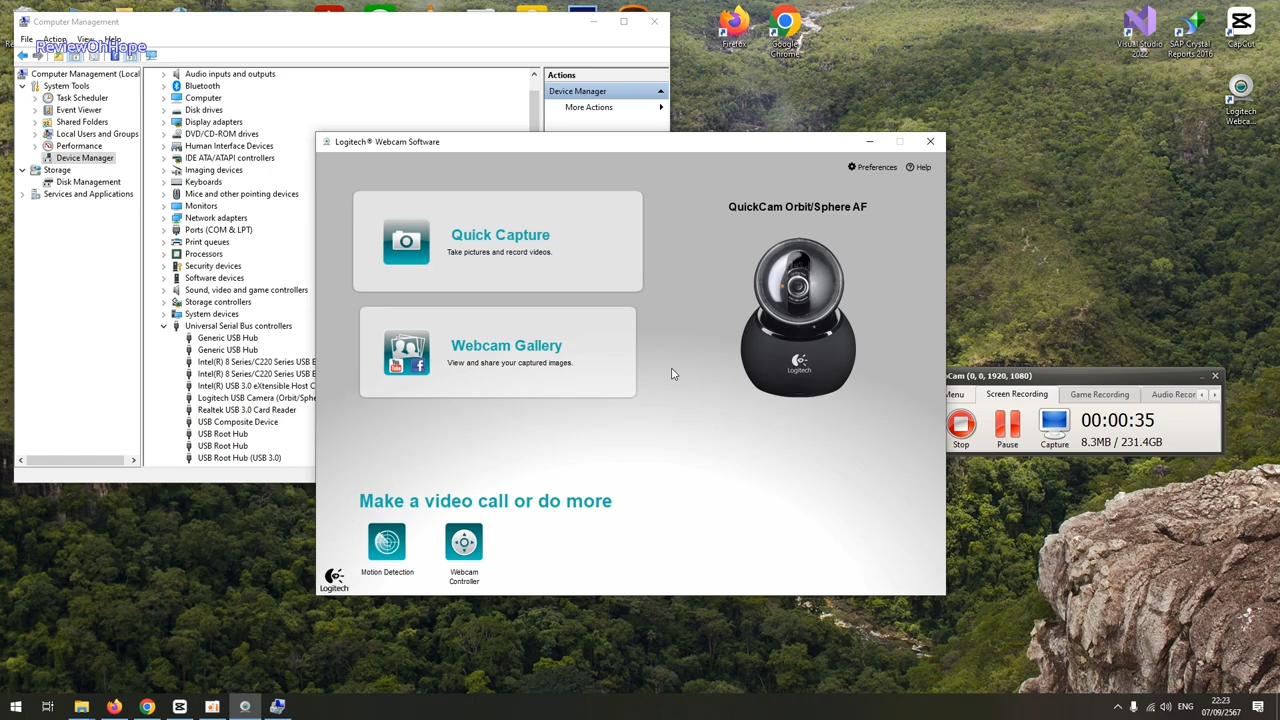 Computer Management
File Action View Help
ReviewOhHope
Computer Management (Local
System Tools
Task Scheduler
Event Viewer
Shared Folders
Local Users and Groups
Performance
Device Manager
Storage
Disk Management
Services and Applications
Audio inputs and outputs
Bluetooth
Computer
Disk drives
Display adapters
DVD/CD-ROM drives
Human Interface Devices
IDE ATA/ATAPI controllers
Imaging devices
Keyboards
Mice and other pointing devices
Monitors
Network adapters
Ports (COM & LPT)
Print queues
Processors
Security devices
Software devices
Sound, video and game controllers
Storage controllers
System devices
Universal Serial Bus controllers
Generic USB Hub
Generic USB Hub
Intel(R) 8 Series/C220 Series USB E
Intel(R) 8 Series/C220 Series USB E
Intel(R) USB 3.0 eXtensible Host C
Logitech USB Camera (Orbit/Sphe
Realtek USB 3.0 Card Reader
USB Composite Device
USB Root Hub
USB Root Hub
USB Root Hub (USB 3.0)
Actions
Device Manager
More Actions
Firefox
Google
Chrome
Visual Studio
2022
SAP Crystal
Reports 2016
CapCut
Logitech
Webca...
Logitech® Webcam Software
Preferences
Help
Quick Capture
Take pictures and record videos.
Webcam Gallery
View and share your captured images.
QuickCam Orbit/Sphere AF
Logitech
Make a video call or do more
Motion Detection
Webcam
Controller
Logitech
Cam (0, 0, 1920, 1080)
Menu
Screen Recording
Game Recording
Audio Recor
Stop
Pause
Capture
00:00:35
8.3MB / 231.4GB
ENG
22:23
07/09/2567